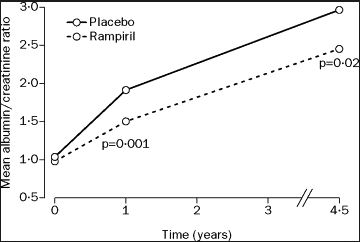 3·0
Placebo
Rampiril
2·5
2·0
1·5
1·0
0·5
Mean albumin/creatinine ratio
p=0·02
p=0·001
0
1
2
3
4·5
Time (years)